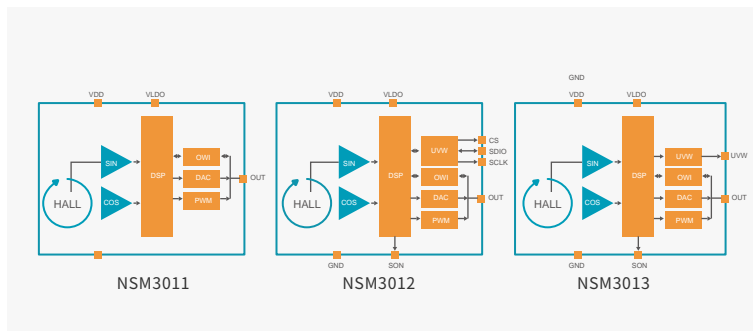 GND
VDD
VLDO
VDD
VLDO
VDD
VLDO
SIN
COS
HALL
DSP
OWI
DAC
PWM
OUT
SIN
COS
HALL
DSP
UVW
OWI
DAC
PWM
CS
SDIO
SCLK
OUT
SIN
COS
HALL
DSP
UVW
OWI
DAC
PWM
UVW
OUT
GND
SON
GND
SON
NSM3011
NSM3012
NSM3013